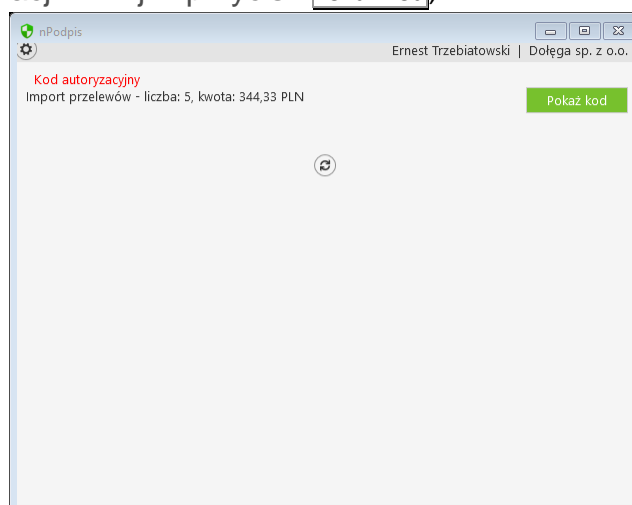 nPodpis
Ernest Trzebiatowski | Dołęga sp. z o.o.
Kod autoryzacyjny
Import przelewów - liczba: 5, kwota: 344,33 PLN
Pokaż kod